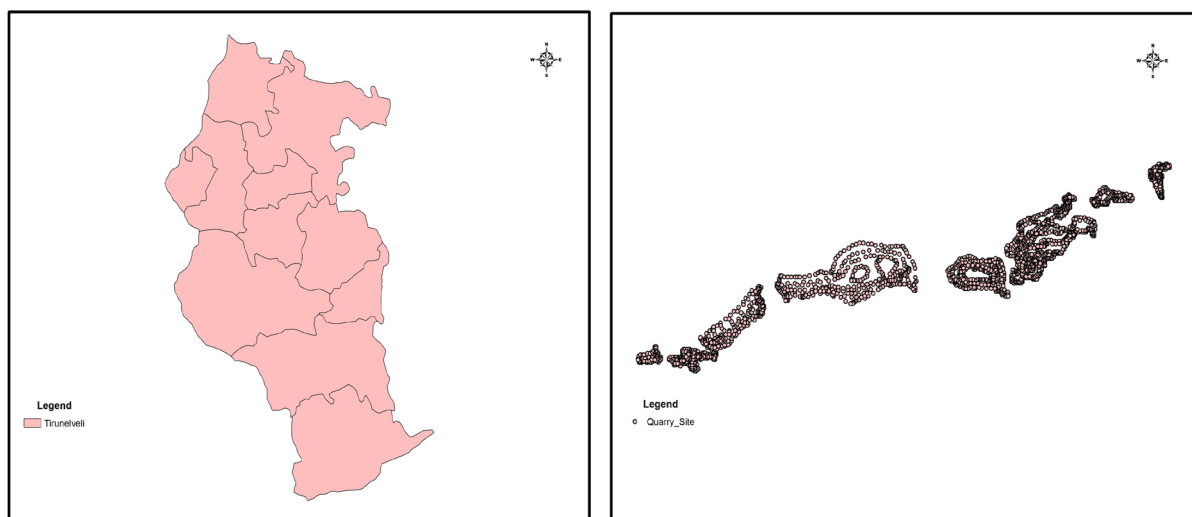 N
W E
S
Legend
Tirunelveli
N
W E
S
Legend
Quarry_Site